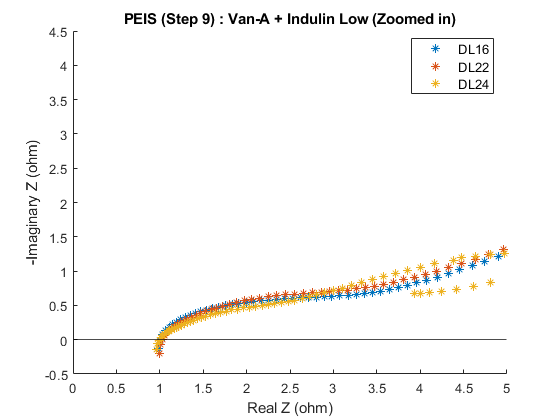 PEIS (Step 9) : Van-A + Indulin Low (Zoomed in)
DL16
DL22
DL24
4.5
4
3.5
3
2.5
2
1.5
1
0.5
0
-0.5
-Imaginary Z (ohm)
0 0.5 1 1.5 2 2.5 3 3.5 4 4.5 5
Real Z (ohm)